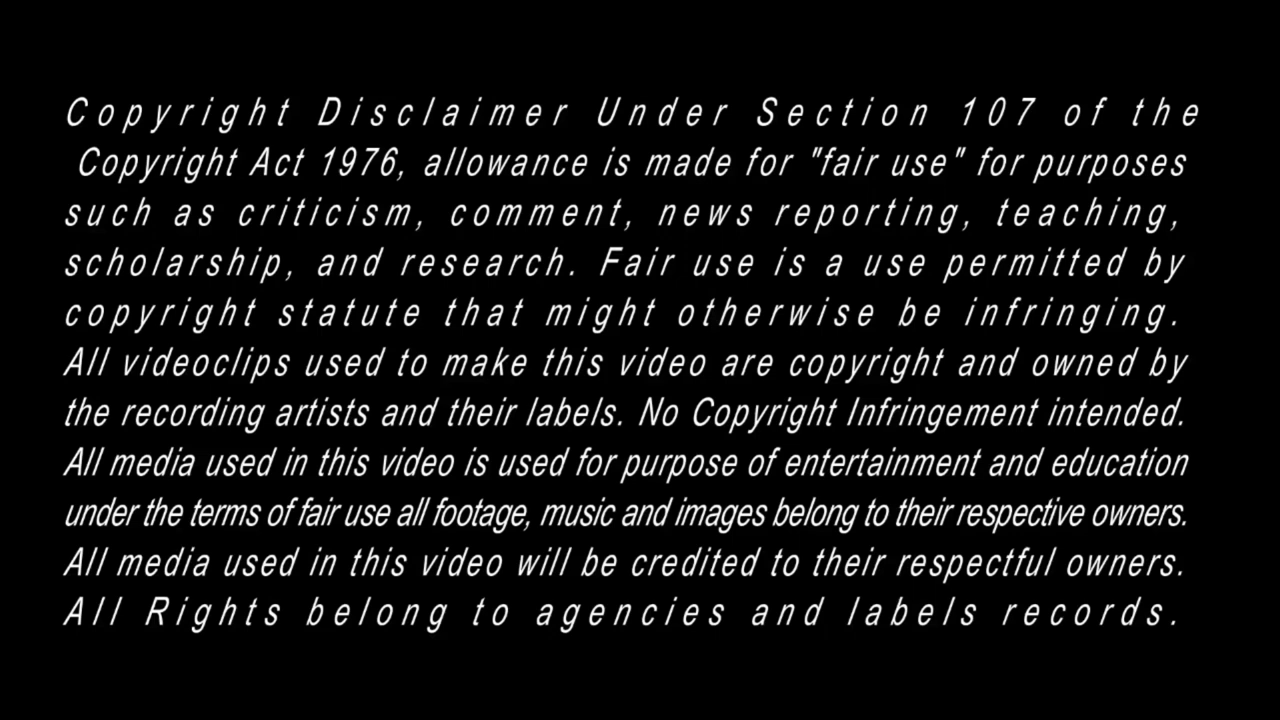 Copyright Disclaimer Under Section 107 of the
Copyright Act 1976, allowance is made for "fair use" for purposes
such as criticism, comment, news reporting, teaching,
scholarship, and research. Fair use is a use permitted by
copyright statute that might otherwise be infringing.
All videoclips used to make this video are copyright and owned by
the recording artists and their labels. No Copyright Infringement intended.
All media used in this video is used for purpose of entertainment and education
under the terms of fair use all footage, music and images belong to their respective owners.
All media used in this video will be credited to their respectful owners.
All Rights belong to agencies and labels records.